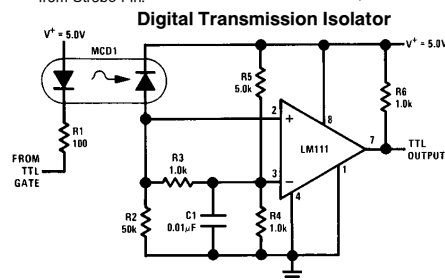 from Strobe Pin.
Digital Transmission Isolator
V+ = 5.0V
MCD1
V+ = 5.0V
R5
5.0k
R6
1.0k
R1
100
2
+
8
LM111
7
TTL
OUTPUT
FROM
TTL
GATE
R3
1.0k
3
−
1
4
R2
50k
C1
0.01μF
R4
1.0k